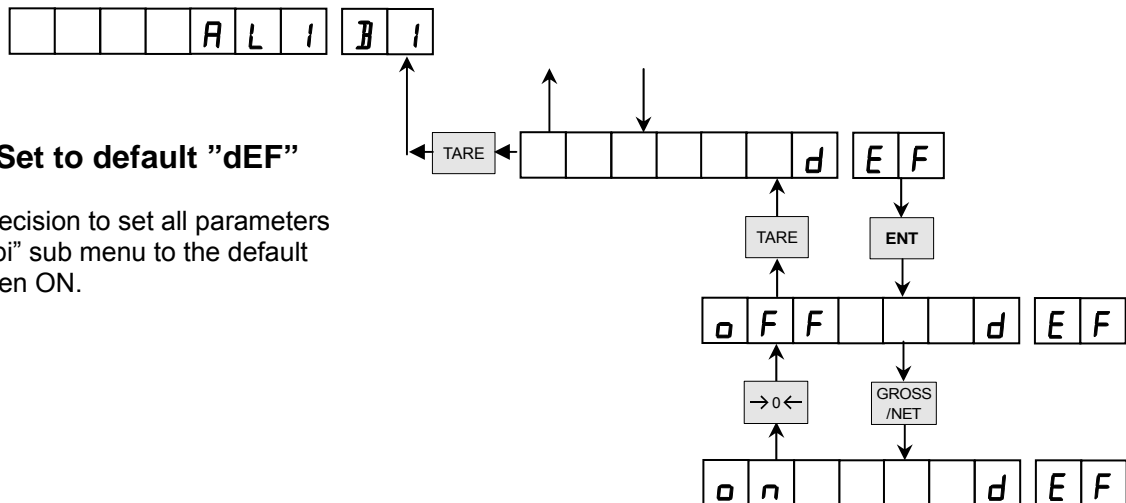 ALIBI
Set to default ”dEF”
TARE
dEF
ecision to set all parameters
oi” sub menu to the default
en ON.
TARE
ENT
oFF dEF
→0←
GROSS
/NET
on dEF